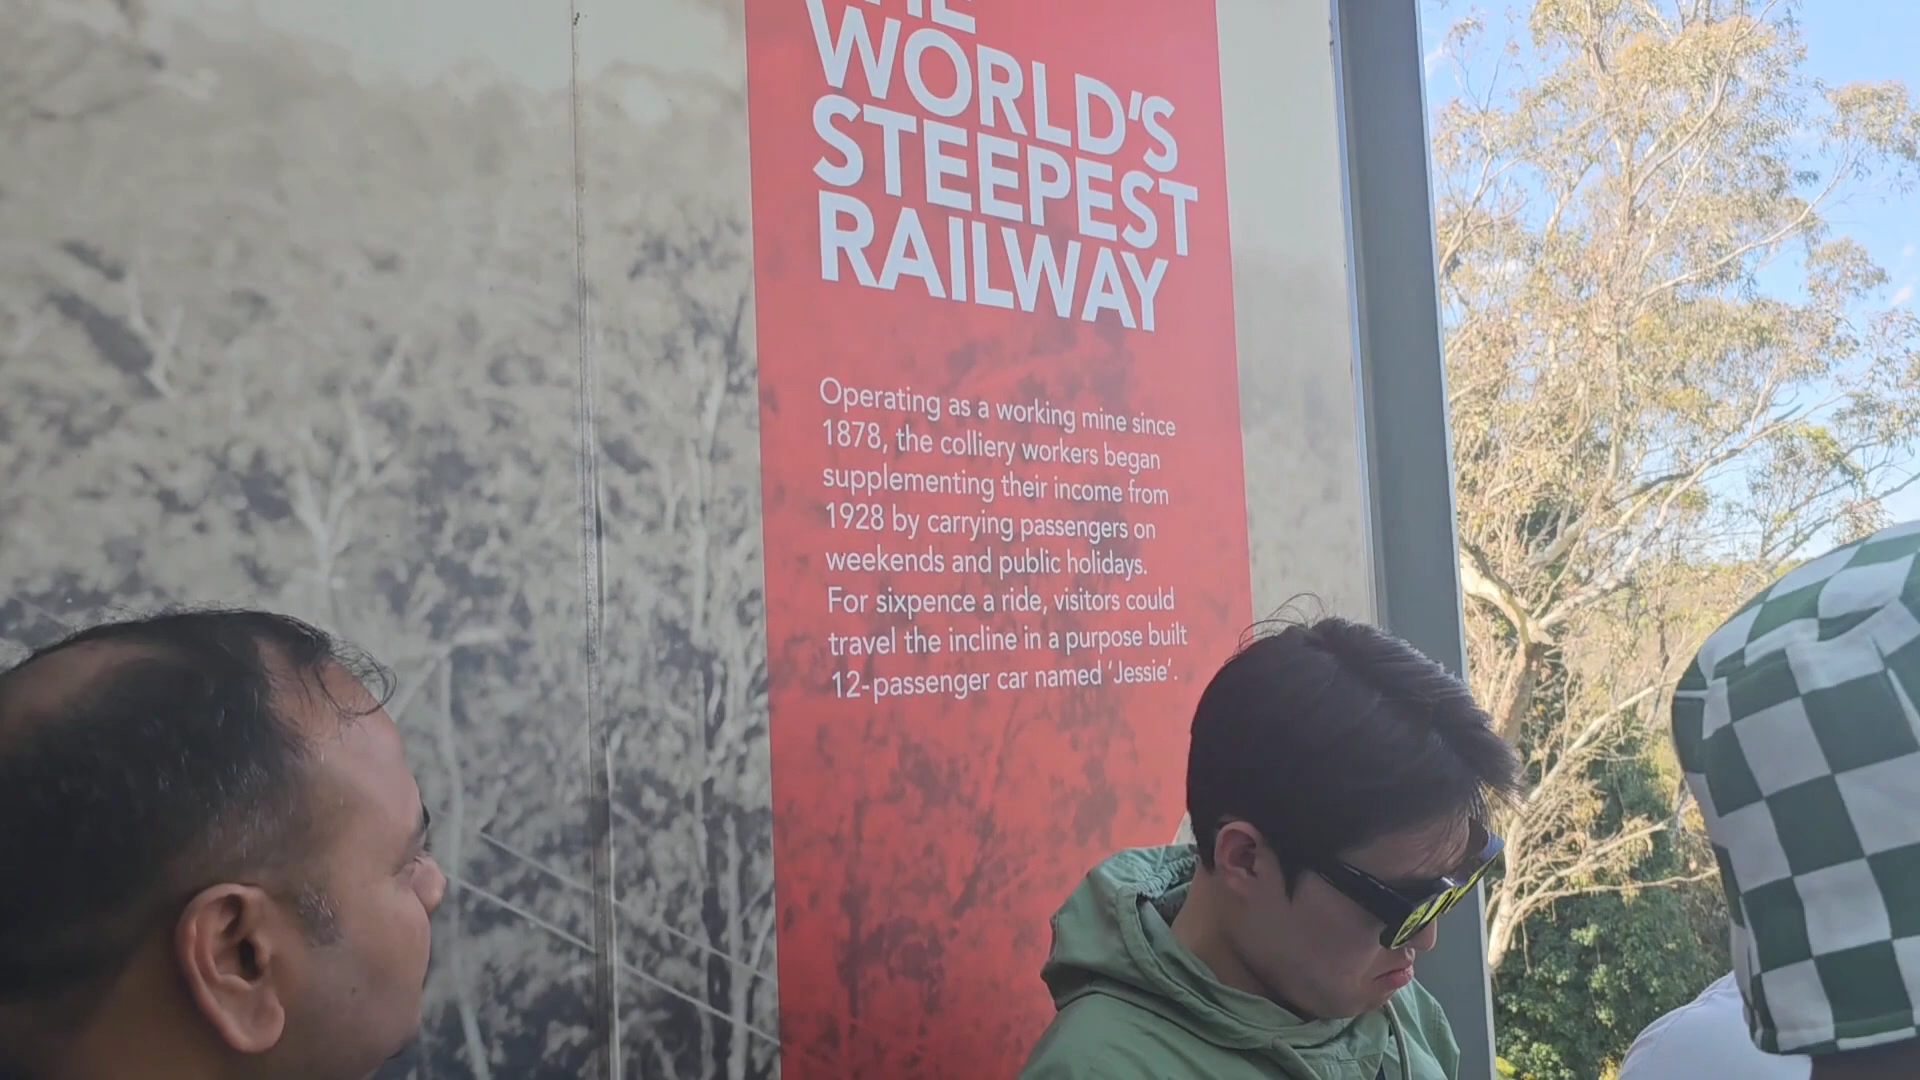 THE
WORLD'S
STEEPEST
RAILWAY
Operating as a working mine since
1878, the colliery workers began
supplementing their income from
1928 by carrying passengers on
weekends and public holidays.
For sixpence a ride, visitors could
travel the incline in a purpose built
12-passenger car named 'Jessie'.